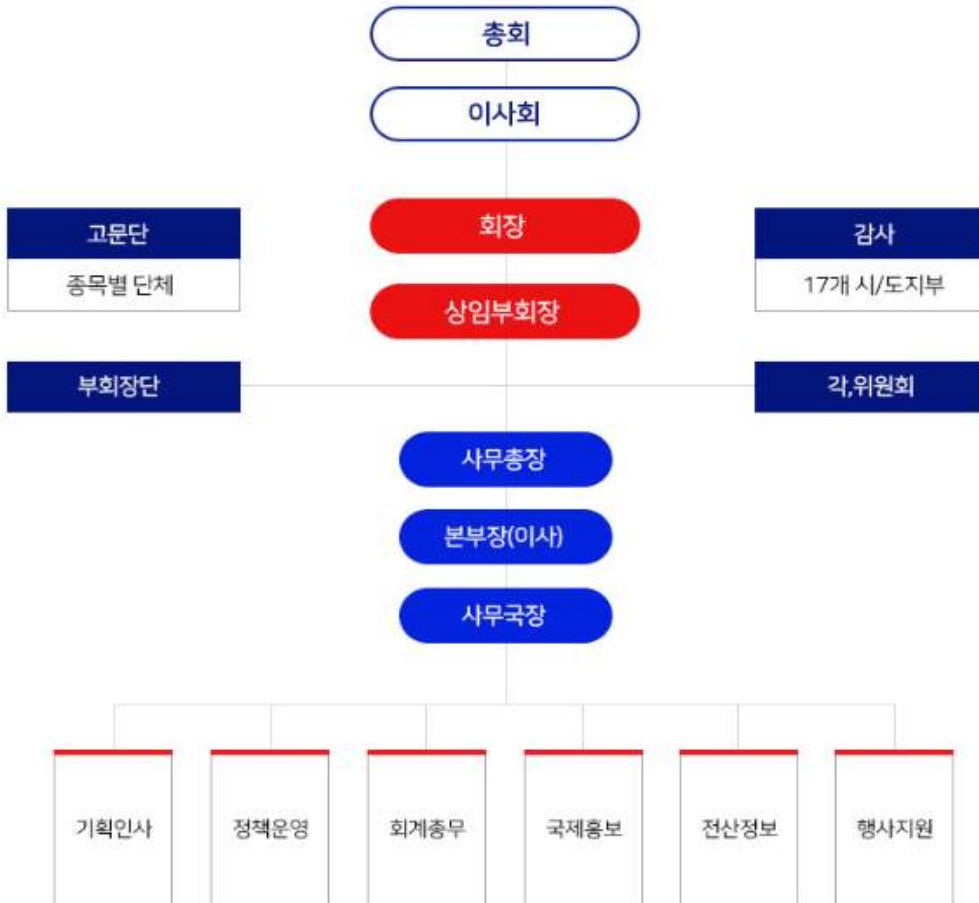 총회
이사회
회장
고문단
종목별 단체
감사
17개 시/도지부
상임부회장
부회장단
각,위원회
사무총장
본부장(이사)
사무국장
기획인사
정책운영
회계총무
국제홍보
전산정보
행사지원